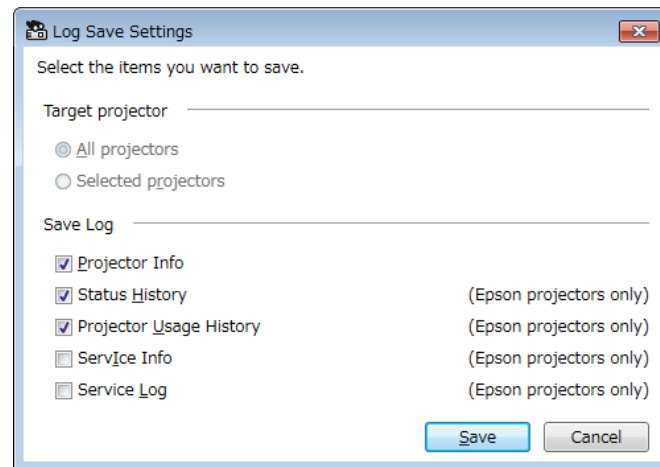 Log Save Settings
Select the items you want to save.
Target projector
All projectors
Selected projectors
Save Log
Projector Info
Status History (Epson projectors only)
Projector Usage History (Epson projectors only)
ServIce Info (Epson projectors only)
Service Log (Epson projectors only)
Save Cancel